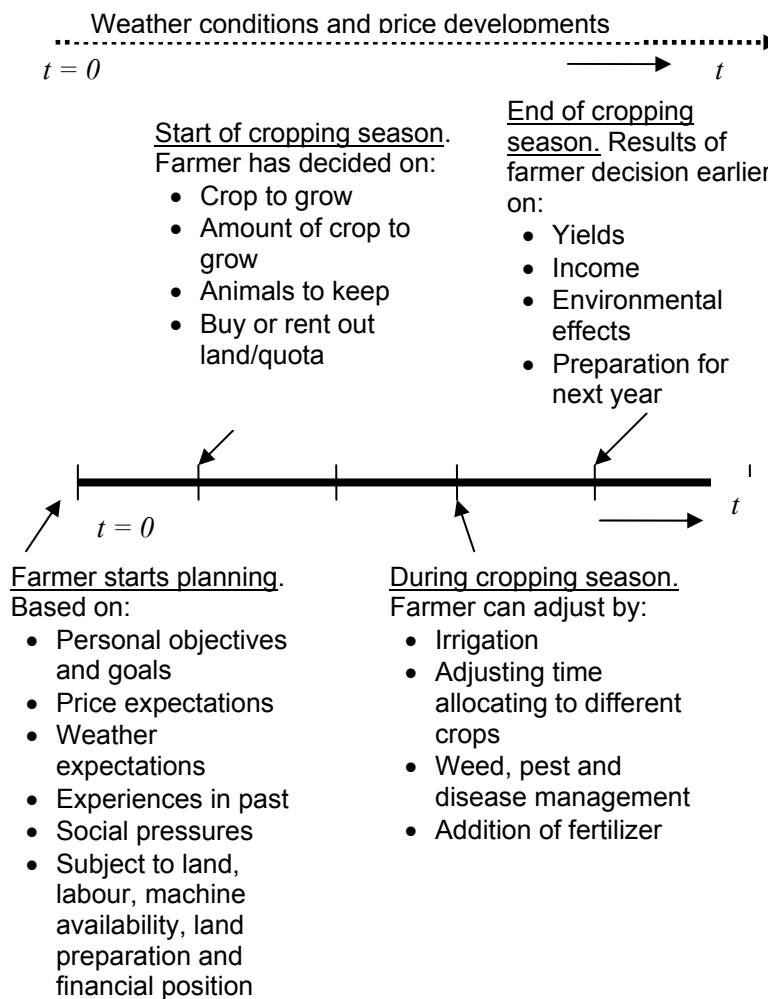 Weather conditions and price developments
t = 0
t
Start of cropping season.
Farmer has decided on:
• Crop to grow
• Amount of crop to
grow
• Animals to keep
• Buy or rent out
land/quota
End of cropping
season. Results of
farmer decision earlier
on:
• Yields
• Income
• Environmental
effects
• Preparation for
next year
t = 0
t
Farmer starts planning.
Based on:
• Personal objectives
and goals
• Price expectations
• Weather
expectations
• Experiences in past
• Social pressures
• Subject to land,
labour, machine
availability, land
preparation and
financial position
During cropping season.
Farmer can adjust by:
• Irrigation
• Adjusting time
allocating to different
crops
• Weed, pest and
disease management
• Addition of fertilizer